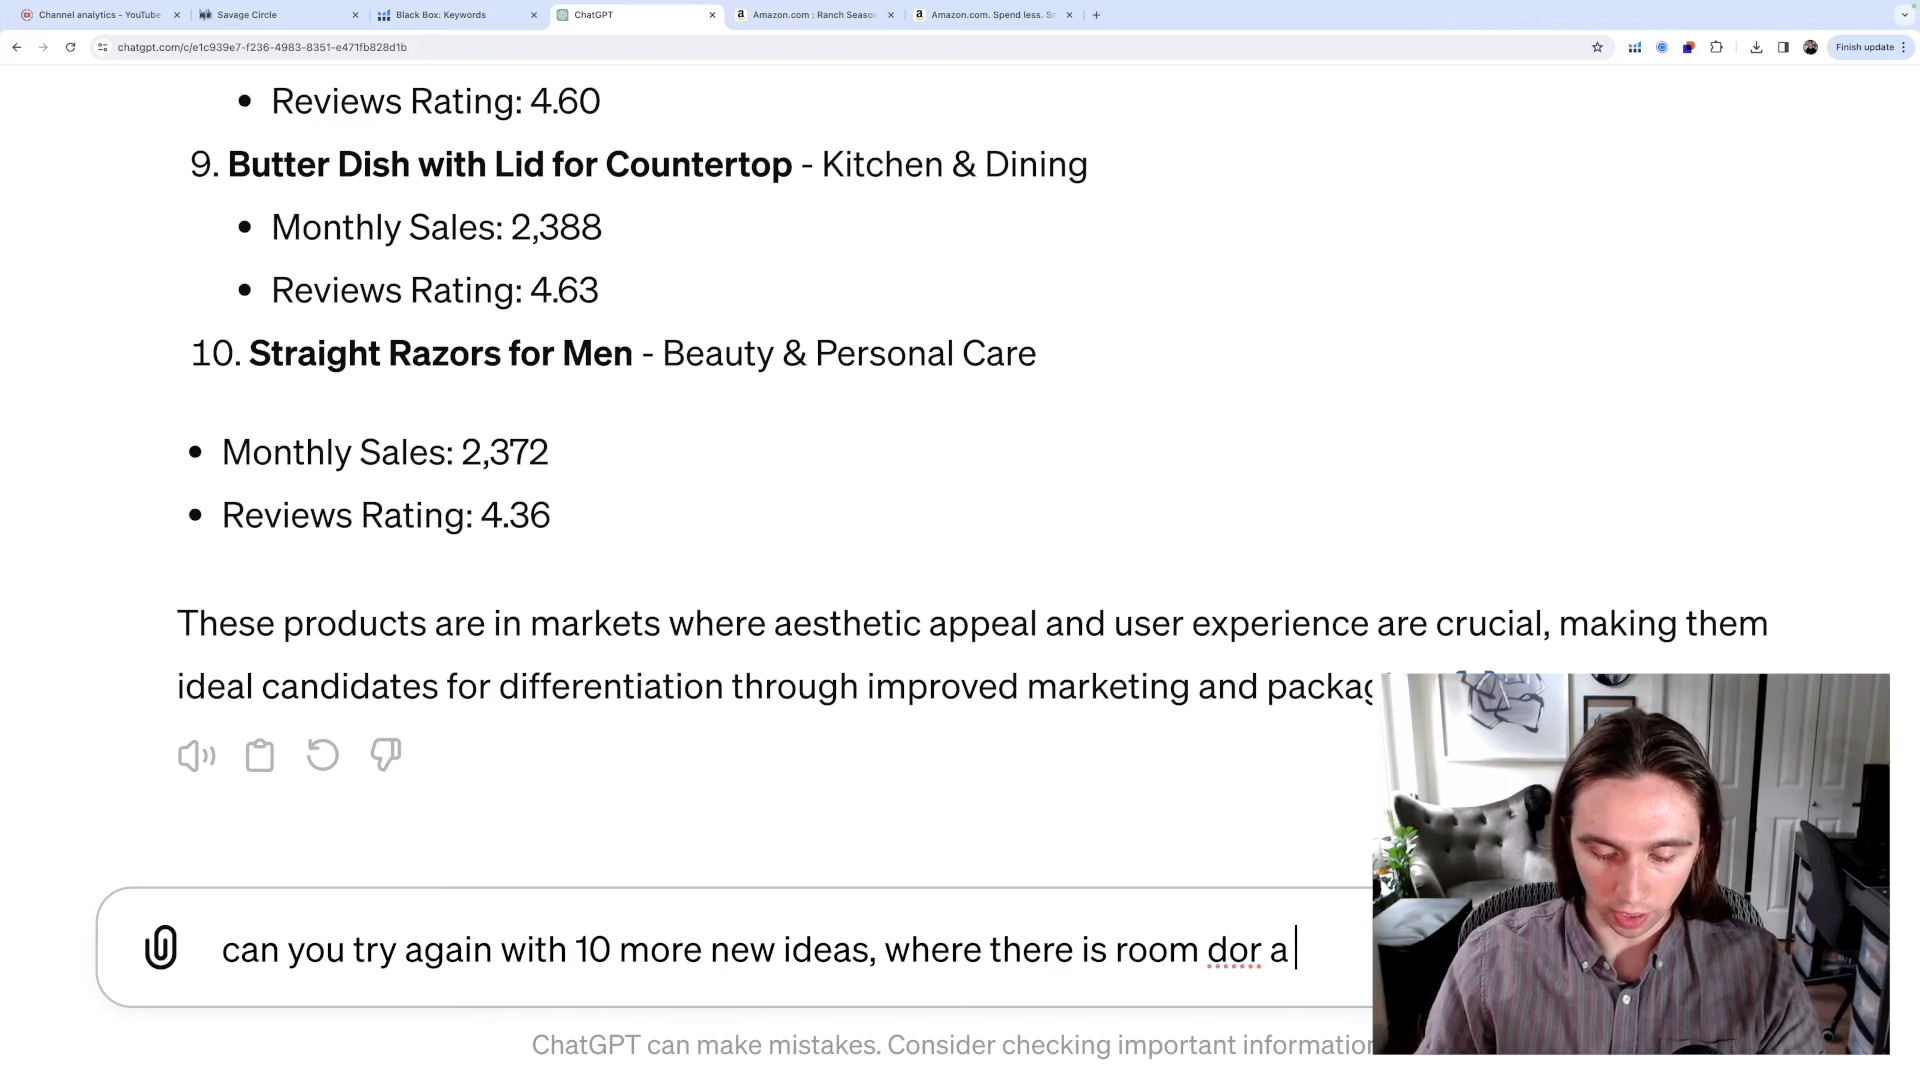 Channel analytics - YouTube
Savage Circle
Black Box: Keywords
ChatGPT
Amazon.com : Ranch Season
Amazon.com. Spend less. Sm
chatgpt.com/c/e1c939e7-f236-4983-8351-e471fb828d1b
Finish update
• Reviews Rating: 4.60
9. Butter Dish with Lid for Countertop - Kitchen & Dining
• Monthly Sales: 2,388
• Reviews Rating: 4.63
10. Straight Razors for Men - Beauty & Personal Care
• Monthly Sales: 2,372
• Reviews Rating: 4.36
These products are in markets where aesthetic appeal and user experience are crucial, making them
ideal candidates for differentiation through improved marketing and packag
can you try again with 10 more new ideas, where there is room dor a
ChatGPT can make mistakes. Consider checking important information